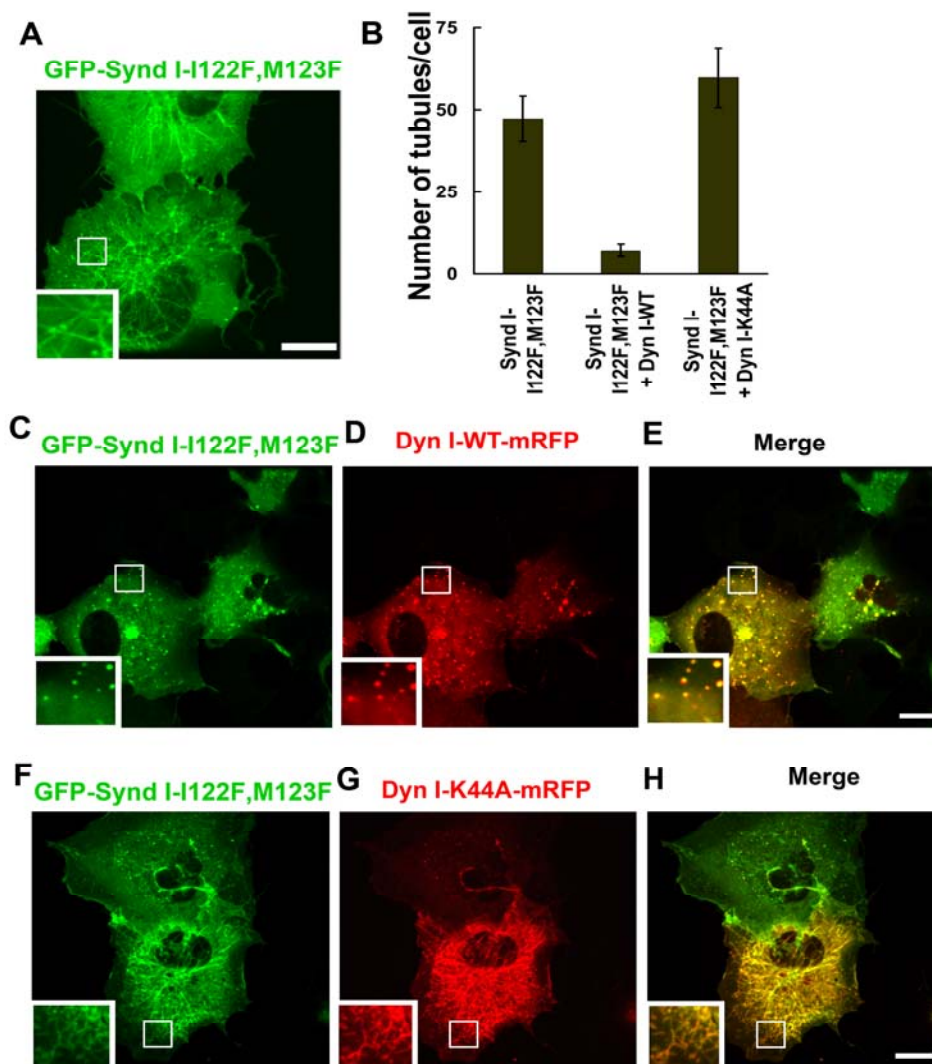 A
GFP-Synd I-I122F,M123F
B
Number of tubules/cell
75
50
25
0
Synd I-
I122F,M123F
Synd I-
I122F,M123F
+ Dyn I-WT
Synd I-
I122F,M123F
+ Dyn I-K44A
C
GFP-Synd I-I122F,M123F
D
Dyn I-WT-mRFP
E
Merge
F
GFP-Synd I-I122F,M123F
G
Dyn I-K44A-mRFP
H
Merge